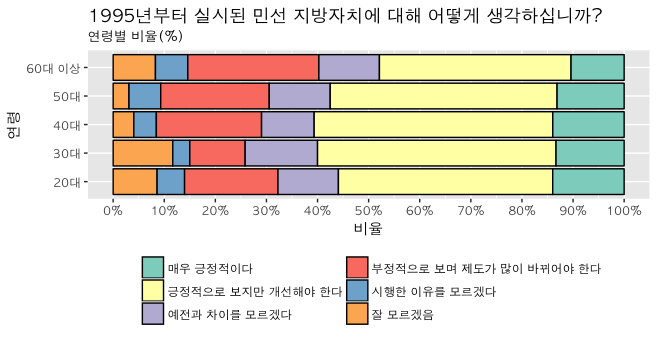 1995년부터 실시된 민선 지방자치에 대해 어떻게 생각하십니까?
연령별 비율(%)
연령
60대 이상
50대
40대
30대
20대
0% 10% 20% 30% 40% 50% 60% 70% 80% 90% 100%
비율
매우 긍정적이다 부정적으로 보며 제도가 많이 바뀌어야 한다
긍정적으로 보지만 개선해야 한다 시행한 이유를 모르겠다
예전과 차이를 모르겠다 잘 모르겠음